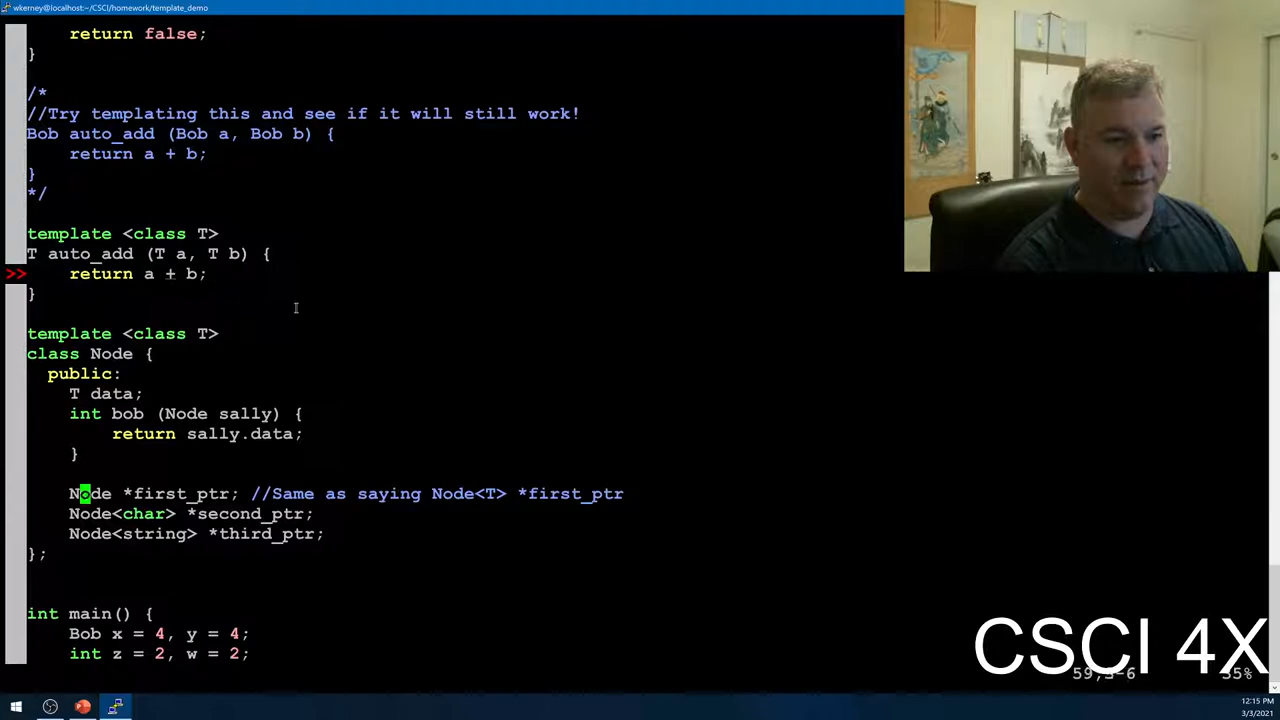 wkerney@localhost:~/CSCI/homework/template_demo
return false;
}
/*
//Try templating this and see if it will still work!
Bob auto_add (Bob a, Bob b) {
return a + b;
}
*/
template <class T>
T auto_add (T a, T b) {
>> return a + b;
}
template <class T>
class Node {
public:
T data;
int bob (Node sally) {
return sally.data;
}
Node *first_ptr; //Same as saying Node<T> *first_ptr
Node<char> *second_ptr;
Node<string> *third_ptr;
};
int main() {
Bob x = 4, y = 4;
int z = 2, w = 2;
CSCI 4X
12:15 PM
3/3/2021